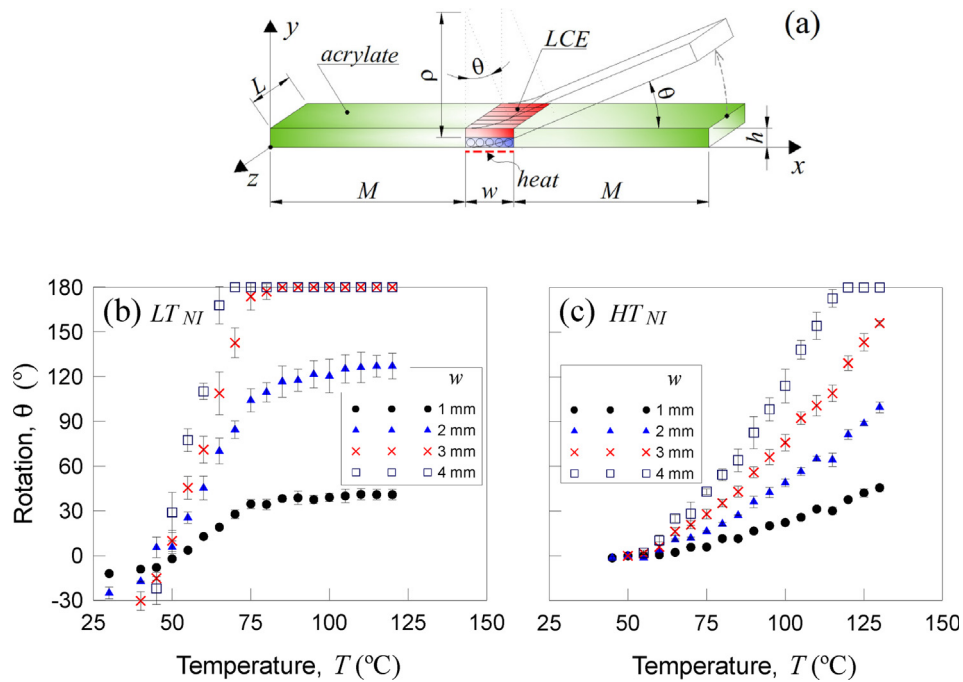 (a)
y
LCE
acrylate
ρ
θ
L
θ
h
z
heat
x
M
w
M
(b) LT NI
(c) HT NI
Rotation, θ (º)
180
150
120
90
60
30
0
-30
w
1 mm
2 mm
3 mm
4 mm
w
1 mm
2 mm
3 mm
4 mm
25 50 75 100 125 150
25 50 75 100 125 150
Temperature, T (ºC)
Temperature, T (ºC)